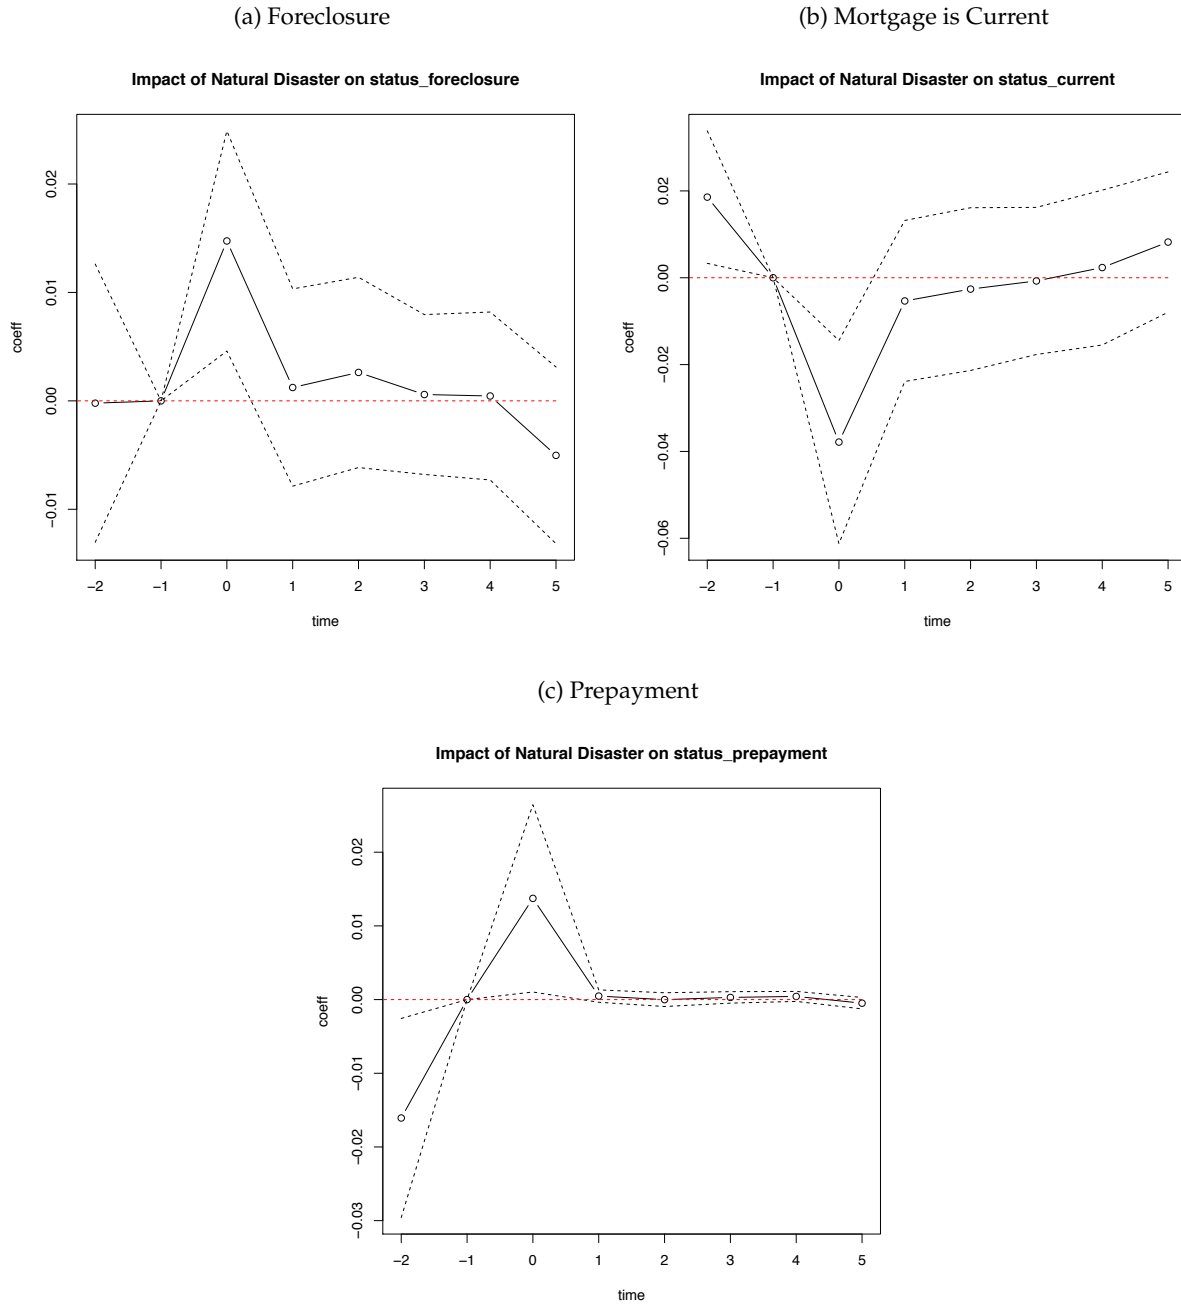 (a) Foreclosure
Impact of Natural Disaster on status_foreclosure
coeff
0.02
0.01
0.00
−0.01
−2 −1 0 1 2 3 4 5
time
(b) Mortgage is Current
Impact of Natural Disaster on status_current
coeff
0.02
0.00
−0.02
−0.04
−0.06
−2 −1 0 1 2 3 4 5
time
(c) Prepayment
Impact of Natural Disaster on status_prepayment
coeff
0.02
0.01
0.00
−0.01
−0.02
−0.03
−2 −1 0 1 2 3 4 5
time